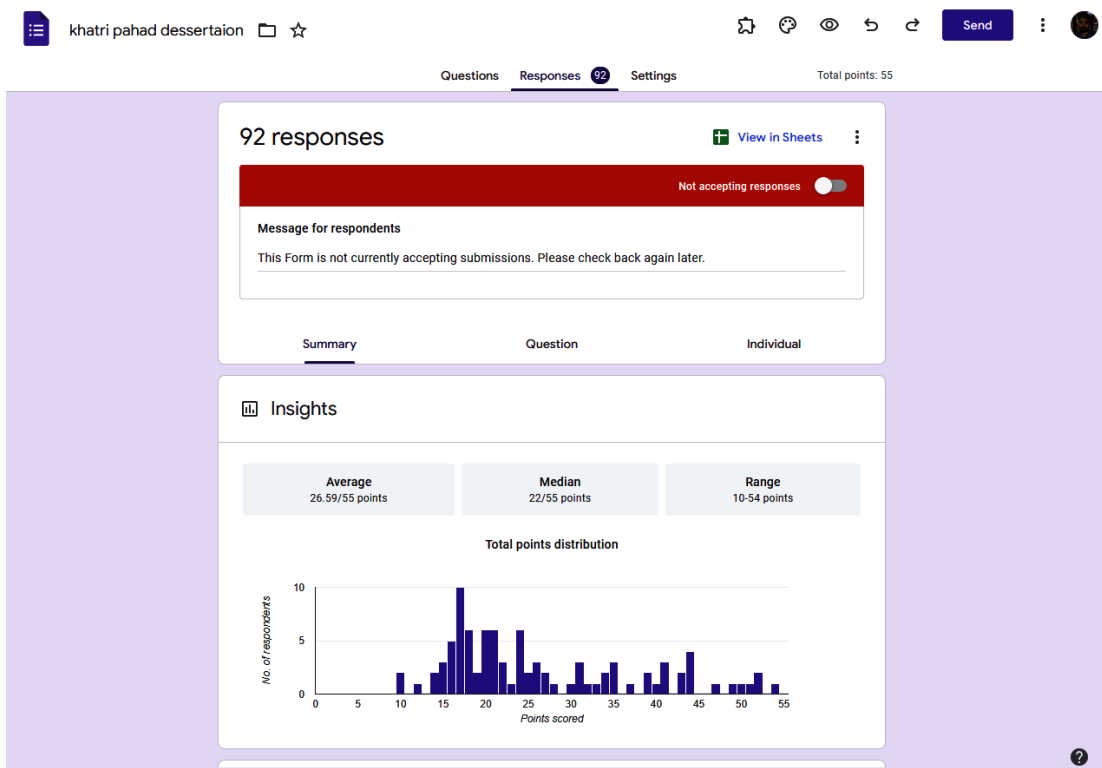 khatri pahad dessertaion
Send
Questions Responses 92 Settings Total points: 55
92 responses
View in Sheets
Not accepting responses
Message for respondents
This Form is not currently accepting submissions. Please check back again later.
Summary Question Individual
Insights
Average Median Range
26.59/55 points 22/55 points 10-54 points
Total points distribution
No. of respondents
10
5
0
0 5 10 15 20 25 30 35 40 45 50 55
Points scored
?